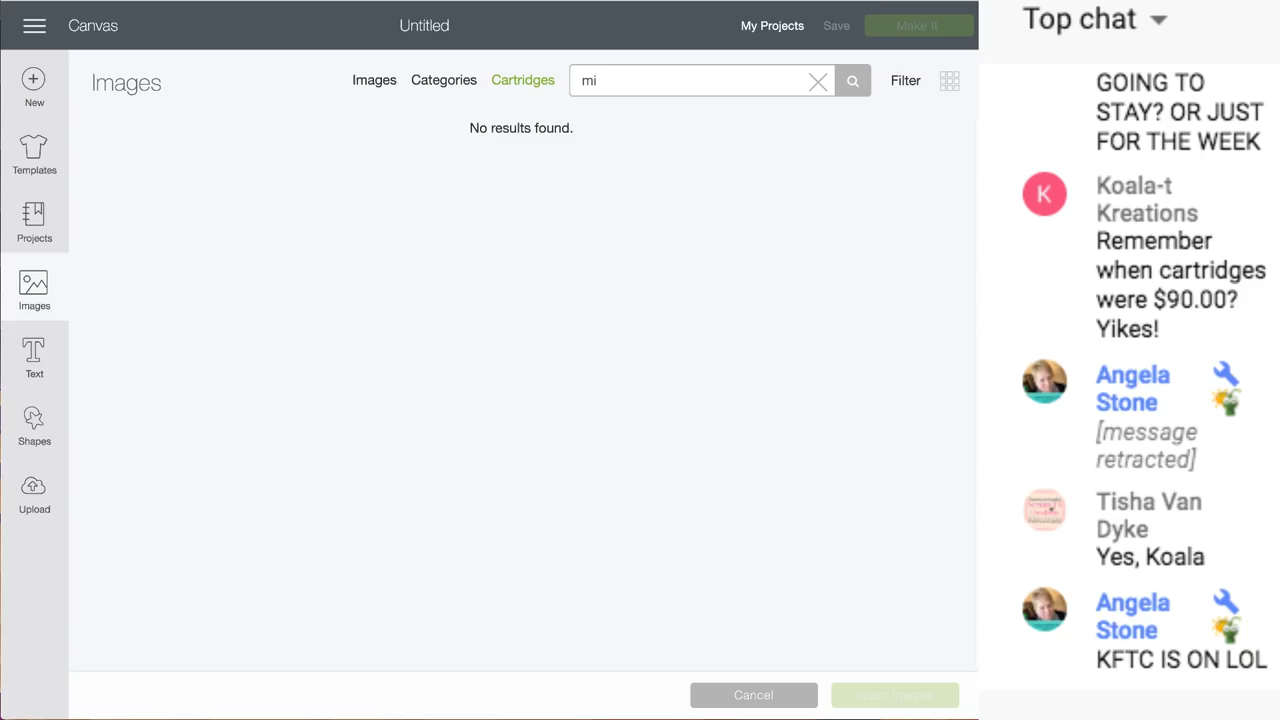 Canvas
Untitled
My Projects
Save
Make It
Images
Images
Categories
Cartridges
mi
Filter
No results found.
New
Templates
Projects
Images
Text
Shapes
Upload
Cancel
Insert Images
Top chat
GOING TO
STAY? OR JUST
FOR THE WEEK
K
Koala-t
Kreations
Remember
when cartridges
were $90.00?
Yikes!
Angela
Stone
[message
retracted]
Tisha Van
Dyke
Yes, Koala
Angela
Stone
KFTC IS ON LOL